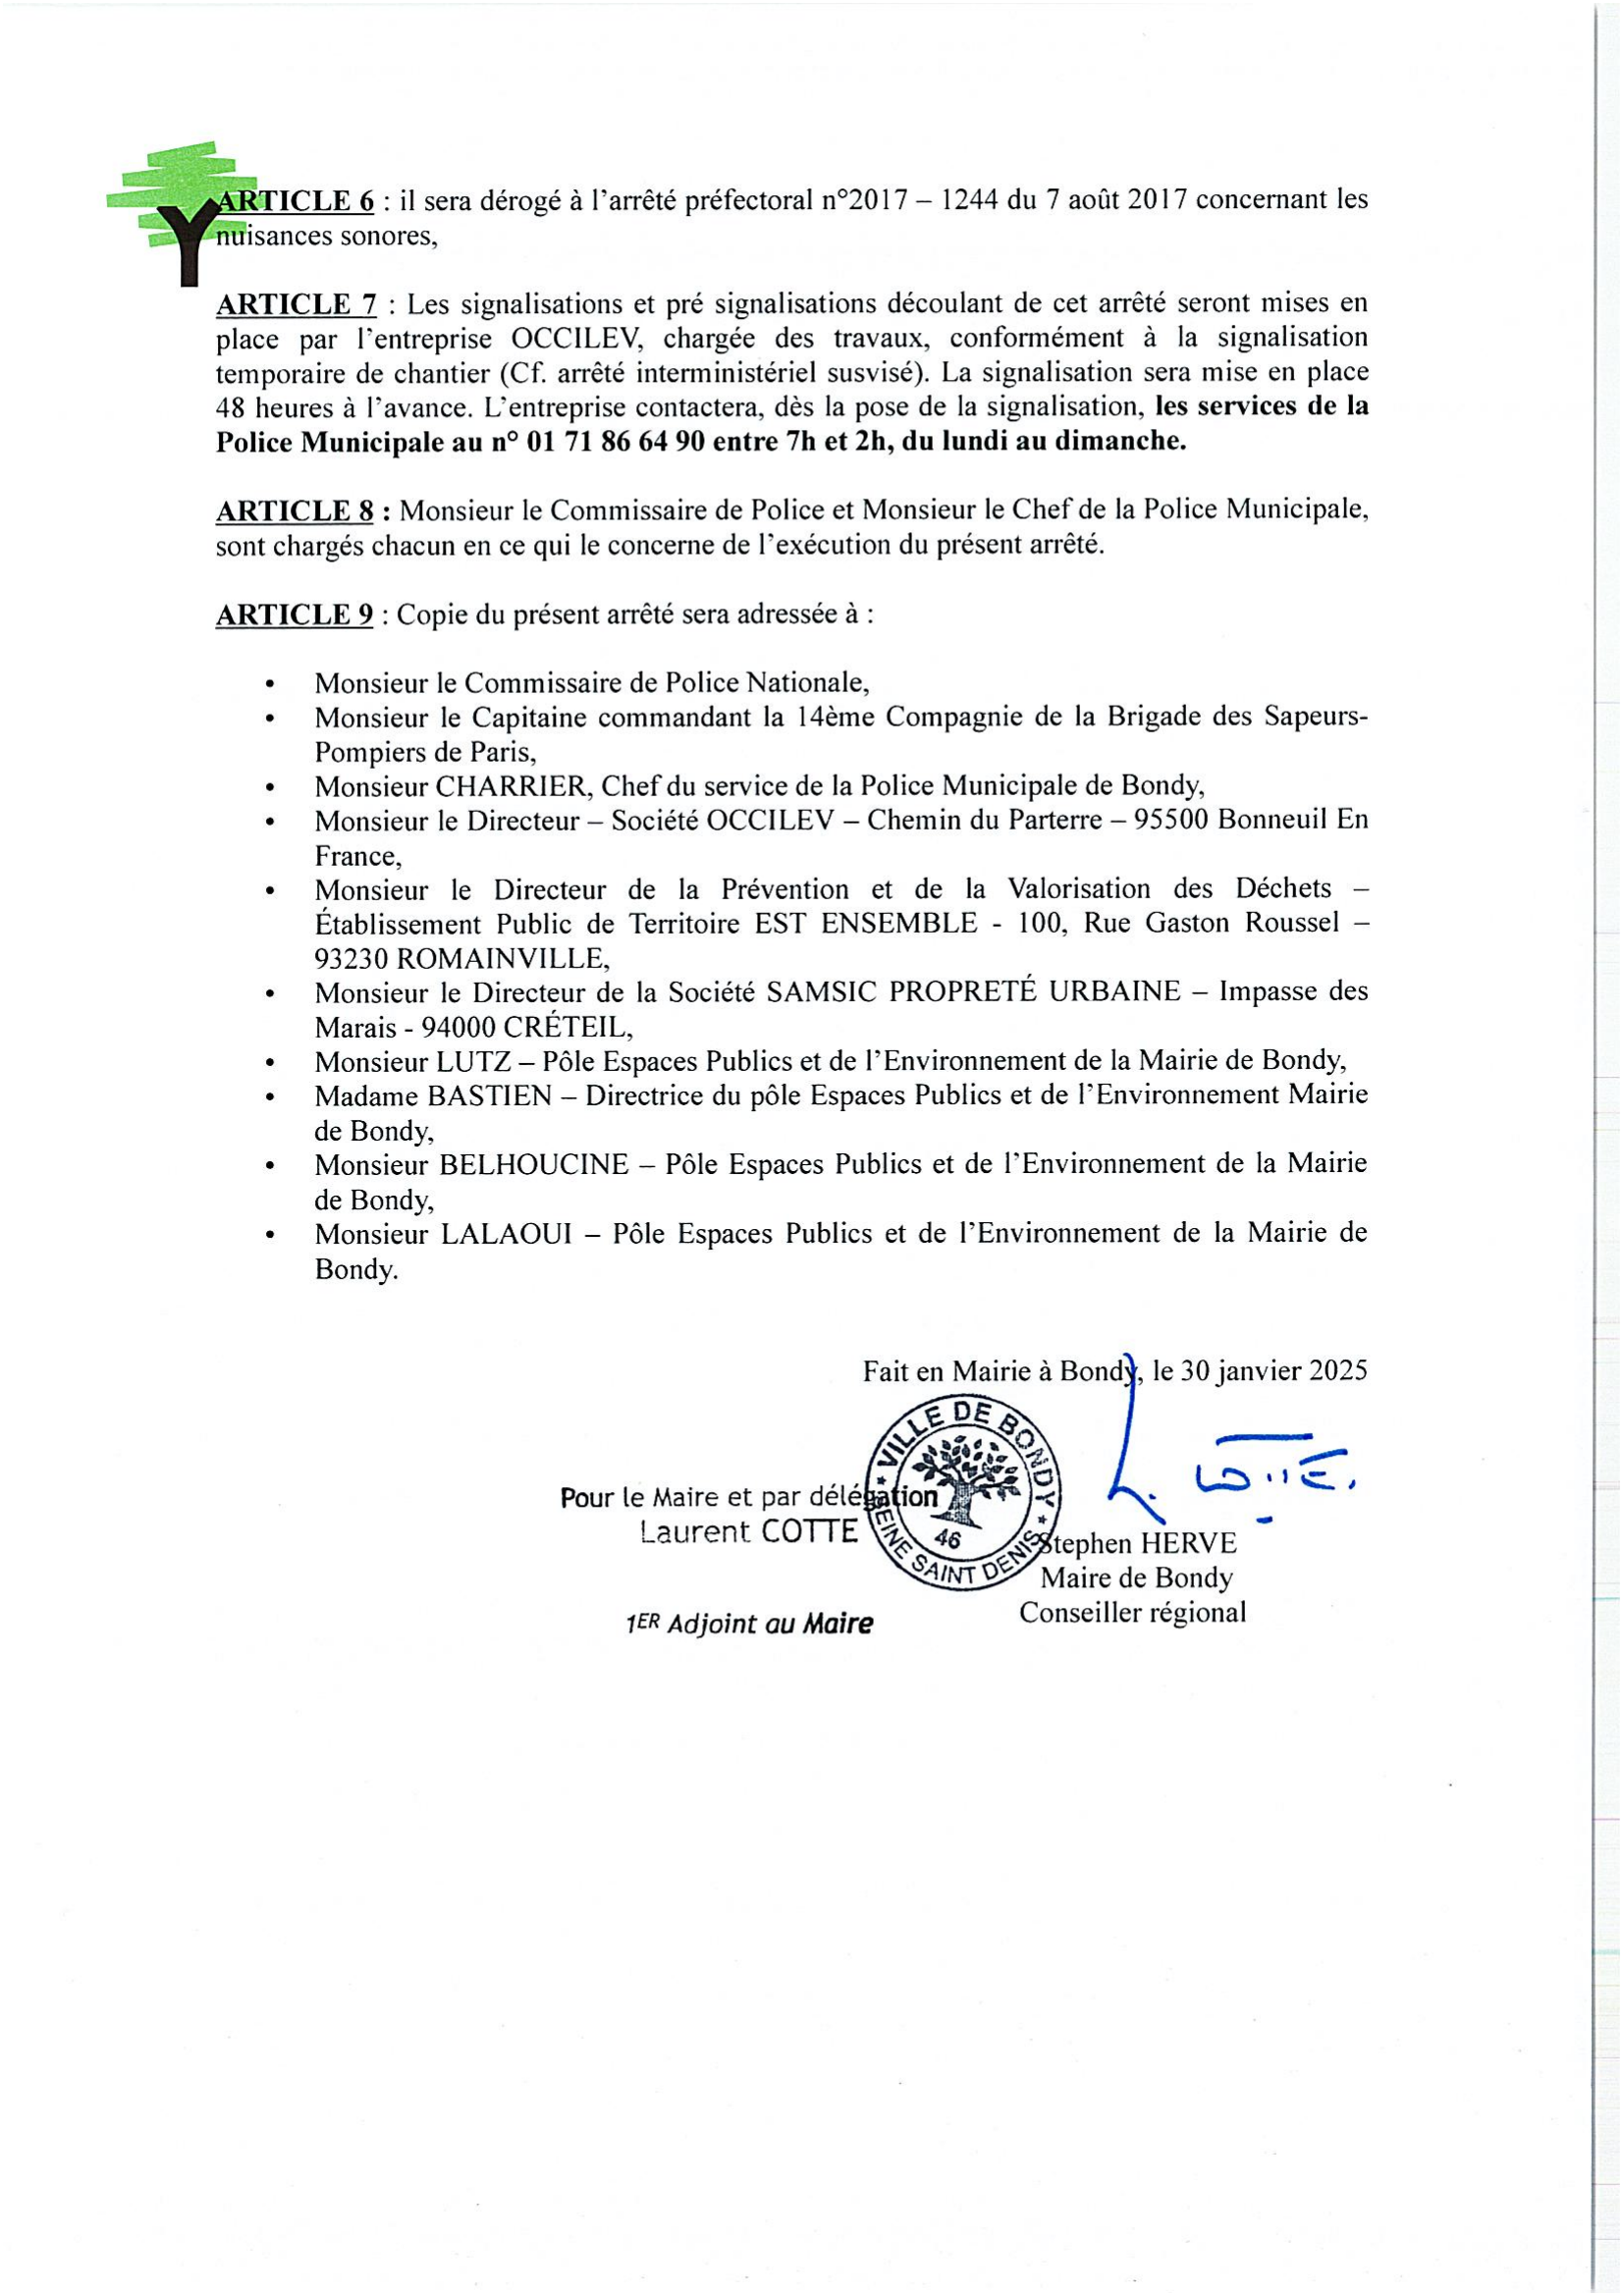 ARTICLE 6 : il sera dérogé à l’arrêté préfectoral n°2017 – 1244 du 7 août 2017 concernant les
nuisances sonores,
ARTICLE 7 : Les signalisations et pré signalisations découlant de cet arrêté seront mises en
place par l’entreprise OCCILEV, chargée des travaux, conformément à la signalisation
temporaire de chantier (Cf. arrêté interministériel susvisé). La signalisation sera mise en place
48 heures à l’avance. L’entreprise contactera, dès la pose de la signalisation, les services de la
Police Municipale au n° 01 71 86 64 90 entre 7h et 2h, du lundi au dimanche.
ARTICLE 8 : Monsieur le Commissaire de Police et Monsieur le Chef de la Police Municipale,
sont chargés chacun en ce qui le concerne de l’exécution du présent arrêté.
ARTICLE 9 : Copie du présent arrêté sera adressée à :
• Monsieur le Commissaire de Police Nationale,
• Monsieur le Capitaine commandant la 14ème Compagnie de la Brigade des Sapeurs-
Pompiers de Paris,
• Monsieur CHARRIER, Chef du service de la Police Municipale de Bondy,
• Monsieur le Directeur – Société OCCILEV – Chemin du Parterre – 95500 Bonneuil En
France,
• Monsieur le Directeur de la Prévention et de la Valorisation des Déchets –
Établissement Public de Territoire EST ENSEMBLE - 100, Rue Gaston Roussel –
93230 ROMAINVILLE,
• Monsieur le Directeur de la Société SAMSIC PROPRETÉ URBAINE – Impasse des
Marais - 94000 CRÉTEIL,
• Monsieur LUTZ – Pôle Espaces Publics et de l’Environnement de la Mairie de Bondy,
• Madame BASTIEN – Directrice du pôle Espaces Publics et de l’Environnement Mairie
de Bondy,
• Monsieur BELHOUCINE – Pôle Espaces Publics et de l’Environnement de la Mairie
de Bondy,
• Monsieur LALAOUI – Pôle Espaces Publics et de l’Environnement de la Mairie de
Bondy.
Fait en Mairie à Bondy, le 30 janvier 2025
* VILLE DE BONDY *
SEINE SAINT DENIS
46
L. COTTE.
Pour le Maire et par délégation
Laurent COTTE
1ER Adjoint au Maire
Stephen HERVE
Maire de Bondy
Conseiller régional